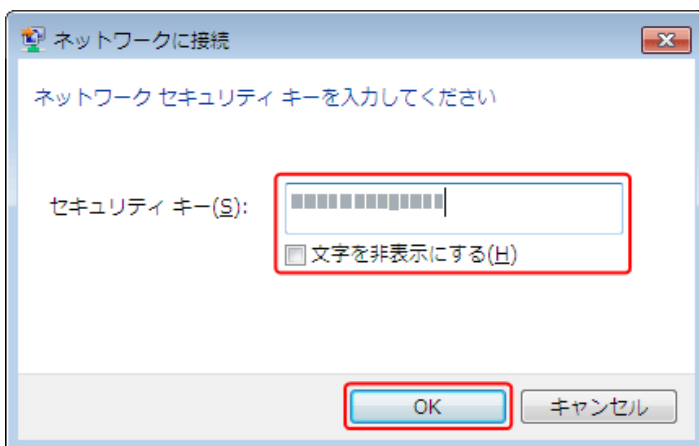 ネットワークに接続
ネットワーク セキュリティ キーを入力してください
セキュリティ キー(S):
文字を非表示にする(H)
OK
キャンセル